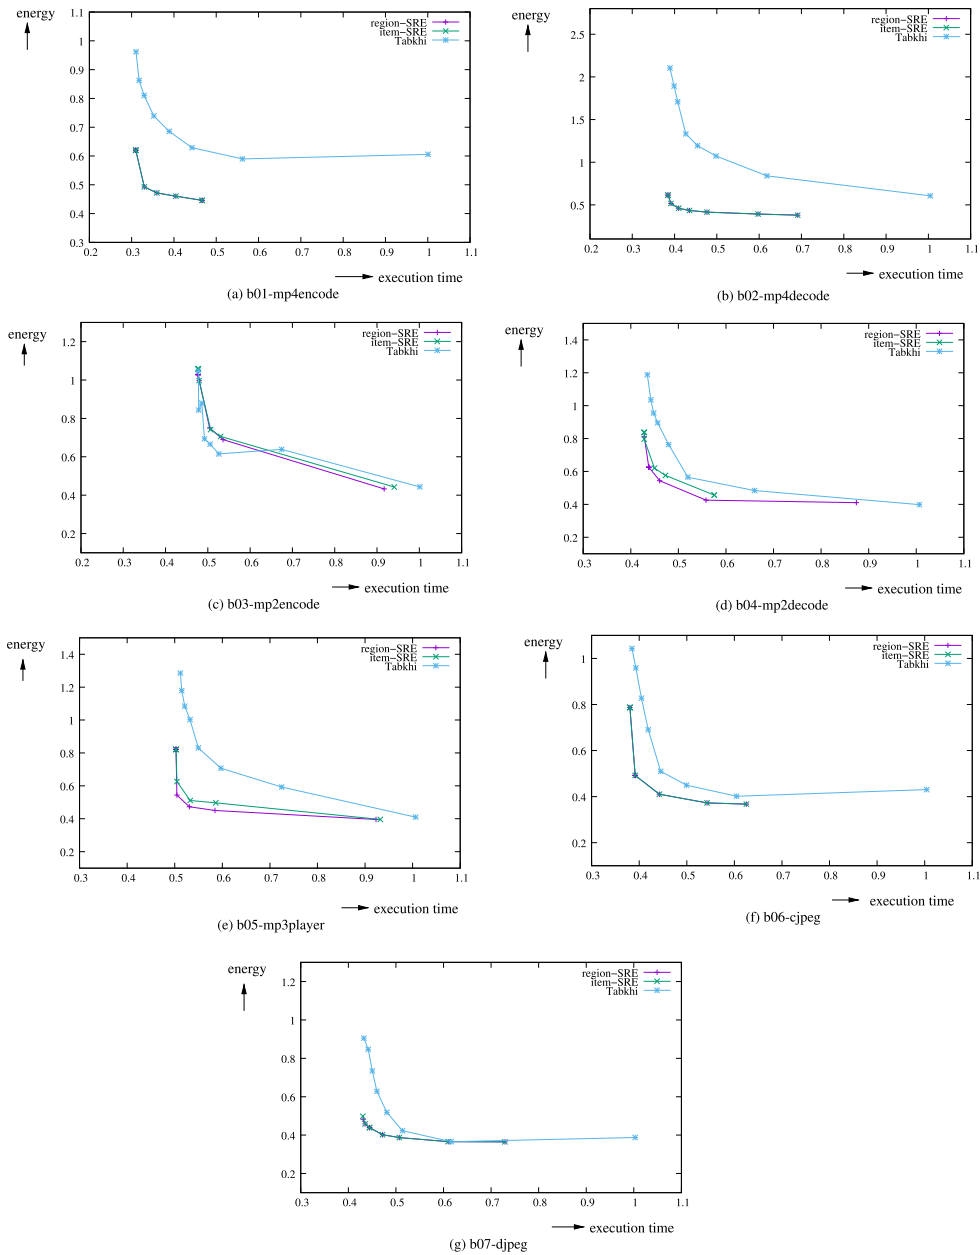 energy
region-SRE
item-SRE
Tabkhi
1.1
1
0.9
0.8
0.7
0.6
0.5
0.4
0.3
0.2 0.3 0.4 0.5 0.6 0.7 0.8 0.9 1 1.1
execution time
(a) b01-mp4encode
energy
region-SRE
item-SRE
Tabkhi
2.5
2
1.5
1
0.5
0.2 0.3 0.4 0.5 0.6 0.7 0.8 0.9 1 1.1
execution time
(b) b02-mp4decode
energy
region-SRE
item-SRE
Tabkhi
1.2
1
0.8
0.6
0.4
0.2
0.2 0.3 0.4 0.5 0.6 0.7 0.8 0.9 1 1.1
execution time
(c) b03-mp2encode
energy
region-SRE
item-SRE
Tabkhi
1.4
1.2
1
0.8
0.6
0.4
0.2
0.3 0.4 0.5 0.6 0.7 0.8 0.9 1 1.1
execution time
(d) b04-mp2decode
energy
region-SRE
item-SRE
Tabkhi
1.4
1.2
1
0.8
0.6
0.4
0.2
0.4 0.5 0.6 0.7 0.8 0.9 1 1.1
execution time
(e) b05-mp3player
energy
region-SRE
item-SRE
Tabkhi
1
0.8
0.6
0.4
0.2
0.3 0.4 0.5 0.6 0.7 0.8 0.9 1 1.1
execution time
(f) b06-cjpeg
energy
region-SRE
item-SRE
Tabkhi
1.2
1
0.8
0.6
0.4
0.2
0.3 0.4 0.5 0.6 0.7 0.8 0.9 1 1.1
execution time
(g) b07-djpeg